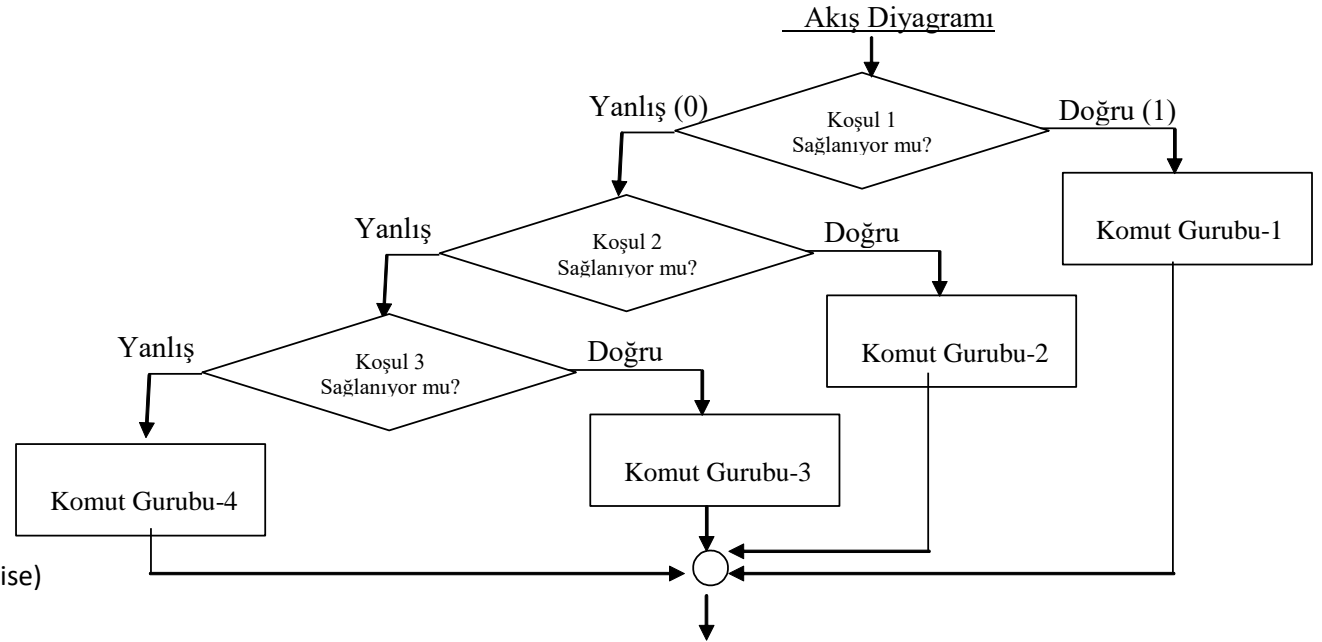 Akış Diyagramı
Yanlış (0)
Koşul 1
Sağlanıyor mu?
Doğru (1)
Yanlış
Koşul 2
Sağlanıyor mu?
Doğru
Komut Gurubu-1
Yanlış
Koşul 3
Sağlanıyor mu?
Doğru
Komut Gurubu-2
Komut Gurubu-4
Komut Gurubu-3
ise)